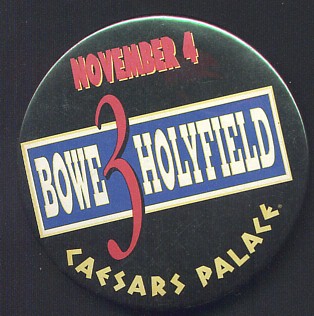 NOVEMBER 4
BOWE 3 HOLYFIELD
CAESARS PALACE